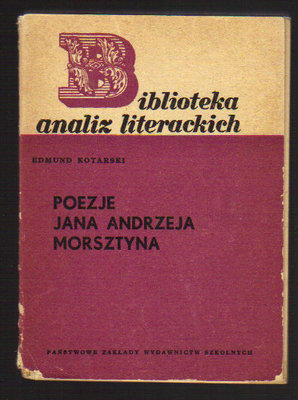 Biblioteka
analiz literackich
EDMUND KOTARSKI
POEZJE
JANA ANDRZEJA
MORSZTYNA
PAŃSTWOWE ZAKŁADY WYDAWNICTW SZKOLNYCH